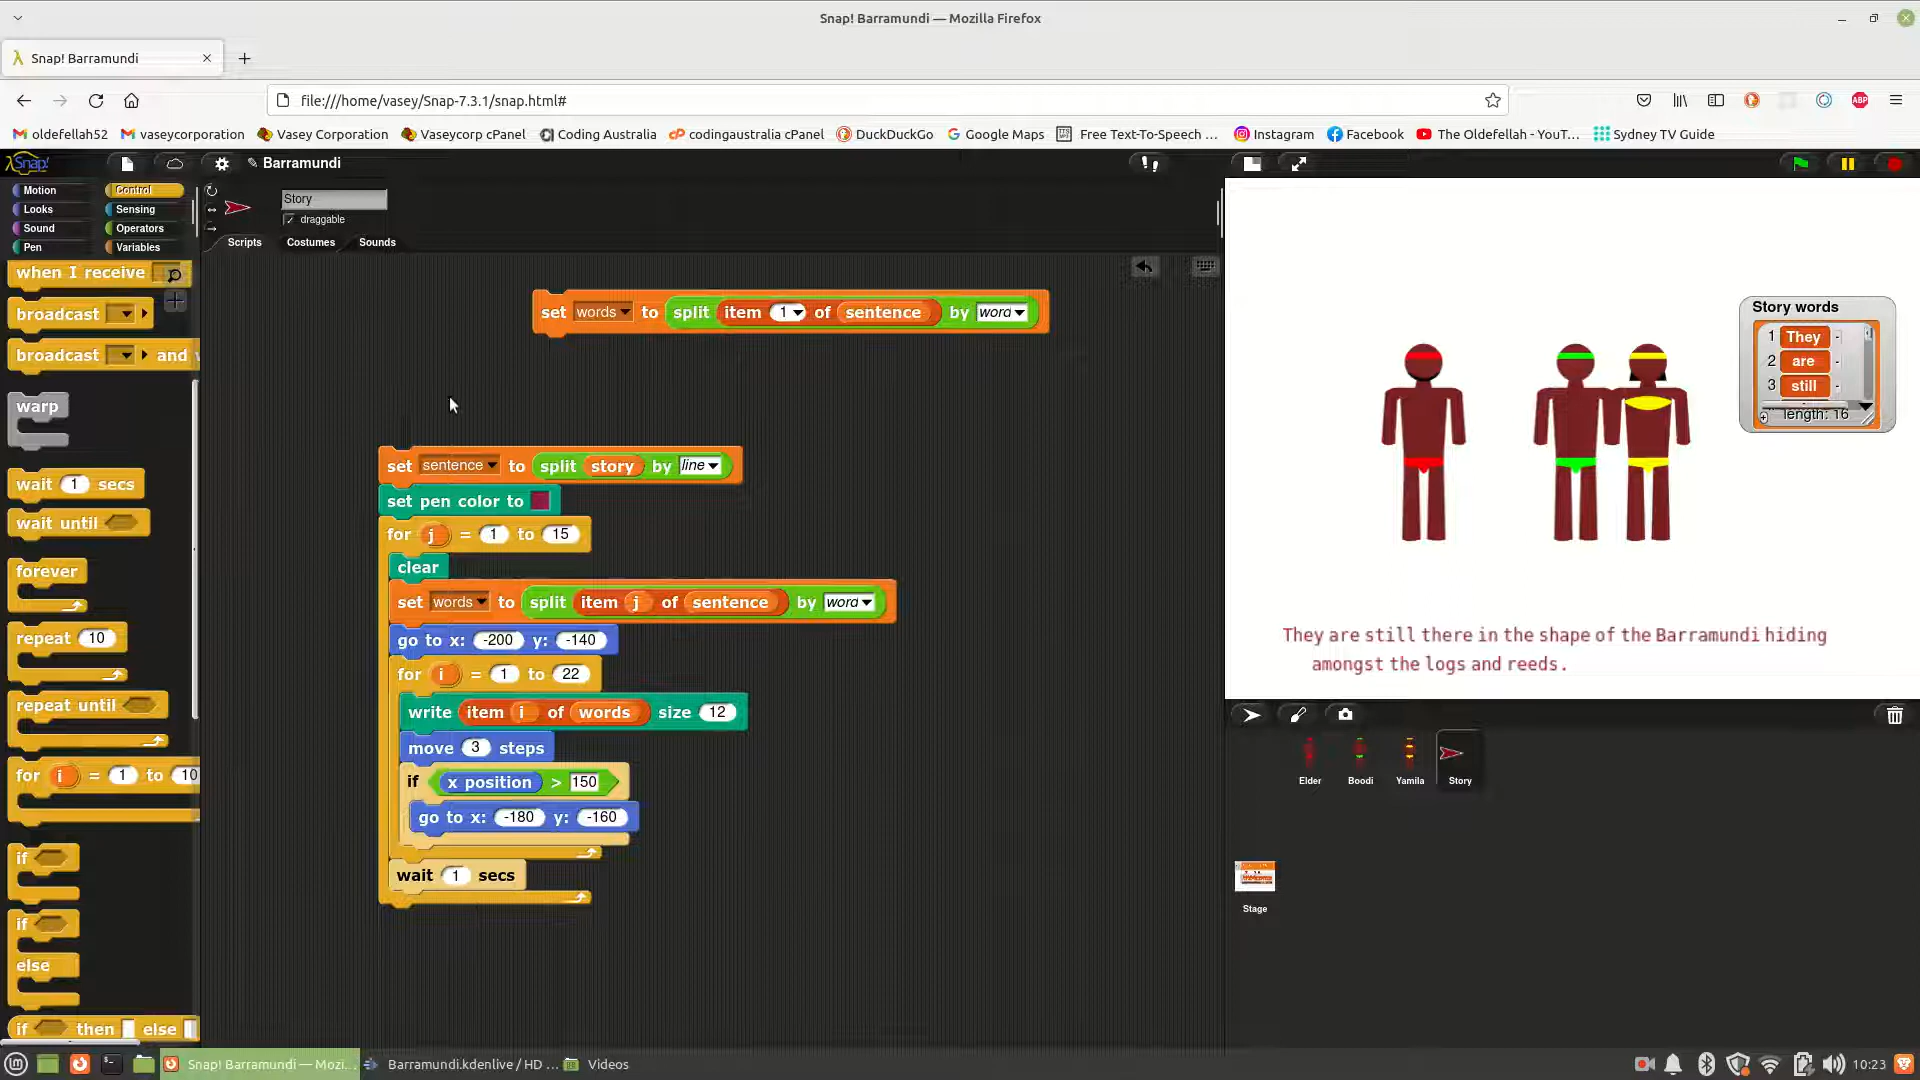 Snap! Barramundi — Mozilla Firefox
Snap! Barramundi
file:///home/vasey/Snap-7.3.1/snap.html#
oldefellah52
vaseycorporation
Vasey Corporation
Vaseycorp cPanel
Coding Australia
codingaustralia cPanel
DuckDuckGo
Google Maps
Free Text-To-Speech ...
Instagram
Facebook
The Oldefellah - YouT...
Sydney TV Guide
Snap!
Barramundi
Motion
Control
Looks
Sensing
Sound
Operators
Pen
Variables
Story
draggable
Scripts
Costumes
Sounds
when I receive
broadcast
broadcast and
warp
wait 1 secs
wait until
forever
repeat 10
repeat until
for i = 1 to 10
if
if
else
if then else
set words to split item 1 of sentence by word
set sentence to split story by line
set pen color to
for j = 1 to 15
clear
set words to split item j of sentence by word
go to x: -200 y: -140
for i = 1 to 22
write item i of words size 12
move 3 steps
if x position > 150
go to x: -180 y: -160
wait 1 secs
Story words
1 They
2 are
3 still
length: 16
They are still there in the shape of the Barramundi hiding
amongst the logs and reeds.
Elder
Boodi
Yamila
Story
Stage
Snap! Barramundi — Mozi...
Barramundi.kdenlive / HD ...
Videos
10:23